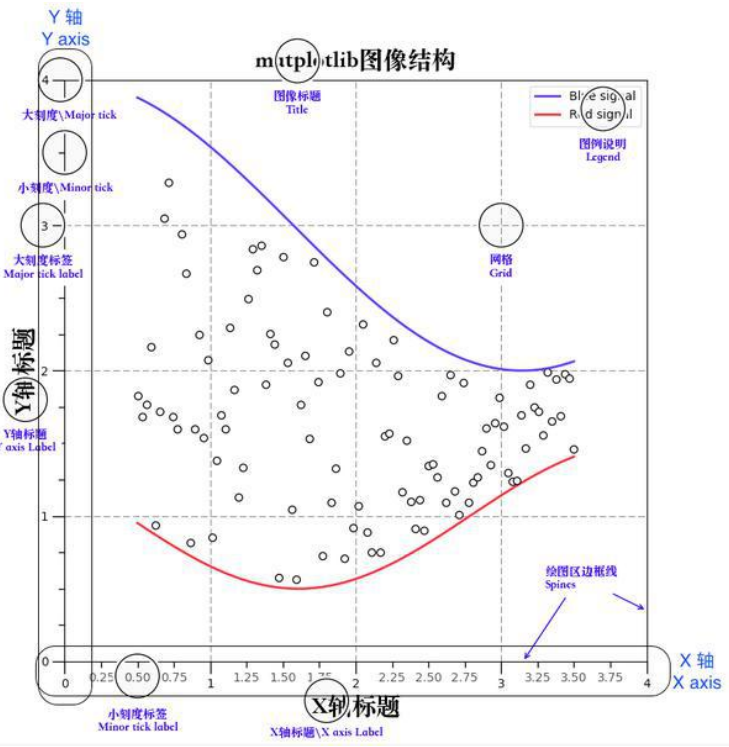 Y 轴
Y axis
matplotlib图像结构
图像标题
Title
4
大刻度\Major tick
Blue signal
Red signal
图例说明
Legend
小刻度\Minor tick
3
大刻度标签
Major tick label
网格
Grid
2
Y轴标题
Y轴标题
Y axis Label
1
绘图区边框线
Spines
0
X 轴
X axis
0
0.25
0.50
0.75
1
1.25
1.50
1.75
2
2.25
2.50
2.75
3
3.25
3.50
3.75
4
小刻度标签
Minor tick label
X轴标题
X轴标题\X axis Label